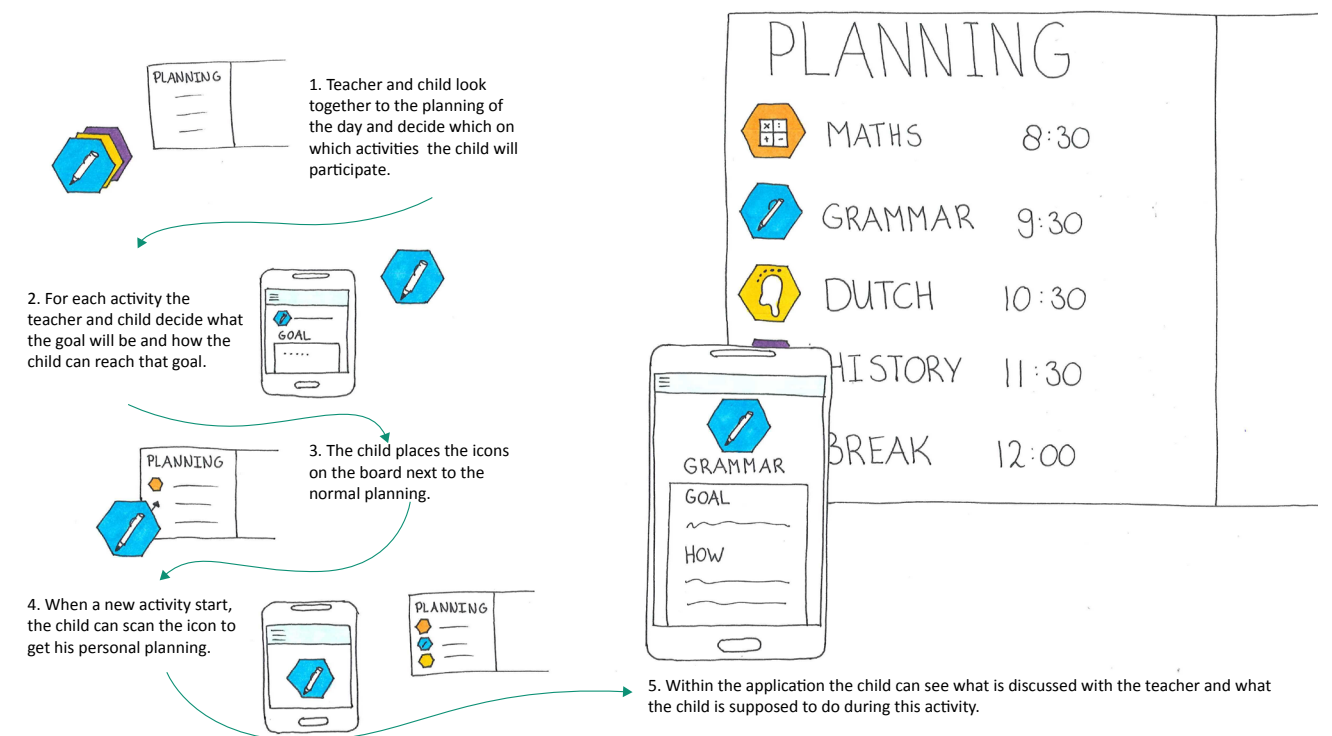 PLANNING
1. Teacher and child look
together to the planning of
the day and decide which on
which activities the child will
participate.
2. For each activity the
teacher and child decide what
the goal will be and how the
child can reach that goal.
GOAL
PLANNING
3. The child places the icons
on the board next to the
normal planning.
4. When a new activity start,
the child can scan the icon to
get his personal planning.
PLANNING
PLANNING
x :
+ -
MATHS 8:30
GRAMMAR 9:30
DUTCH 10:30
HISTORY 11:30
BREAK 12:00
GRAMMAR
GOAL
HOW
5. Within the application the child can see what is discussed with the teacher and what
the child is supposed to do during this activity.